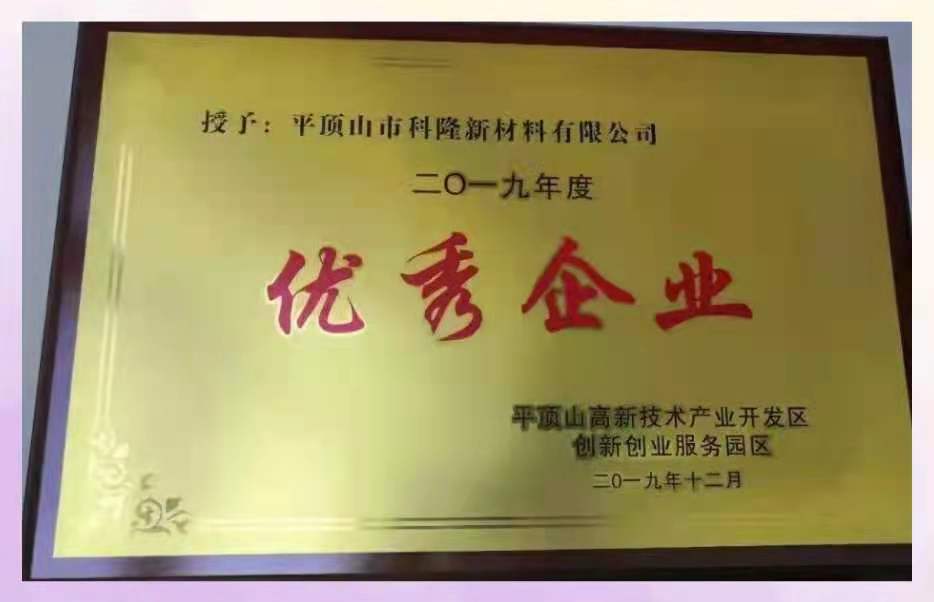 授予：平顶山市科隆新材料有限公司
二〇一九年度
优秀企业
平顶山高新技术产业开发区
创新创业服务园区
二〇一九年十二月